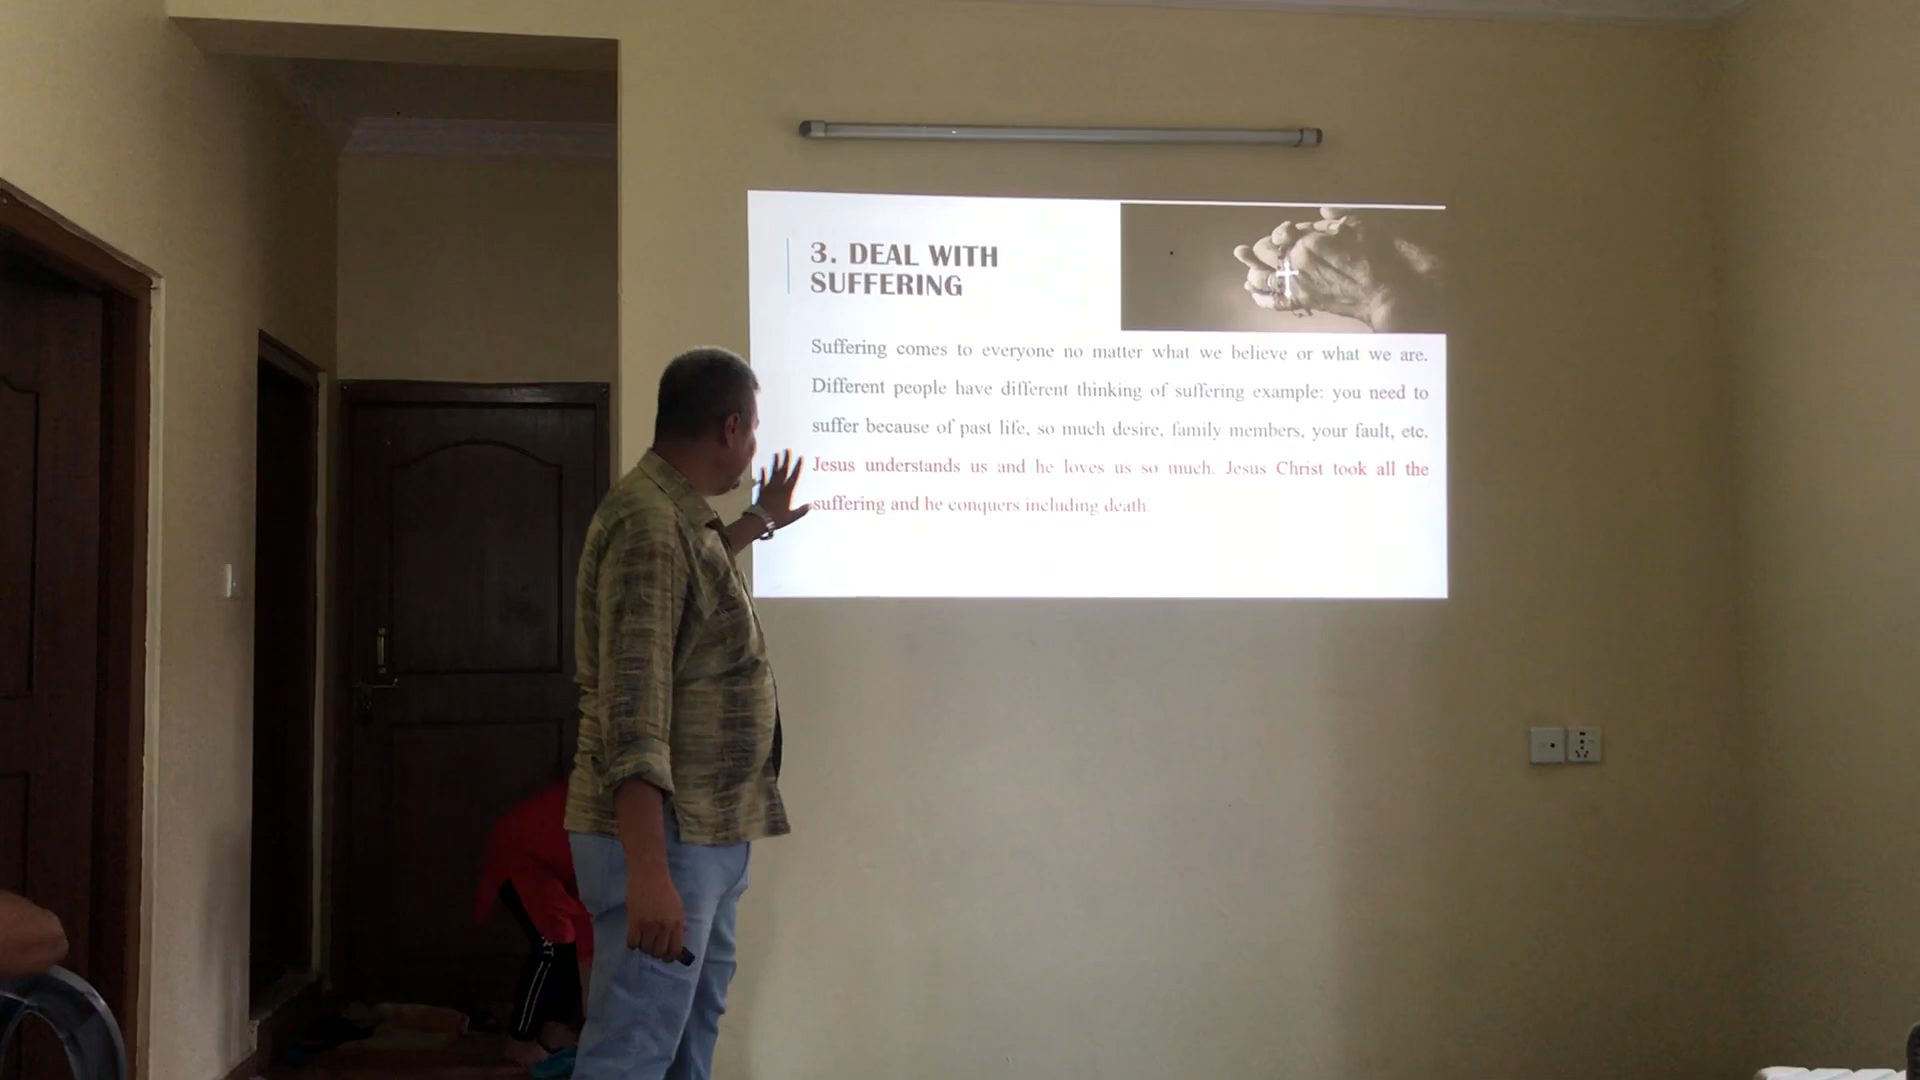 3. DEAL WITH
SUFFERING
Suffering comes to everyone no matter what we believe or what we are.
Different people have different thinking of suffering example: you need to
suffer because of past life, so much desire, family members, your fault, etc.
Jesus understands us and he loves us so much. Jesus Christ took all the
suffering and he conquers including death.